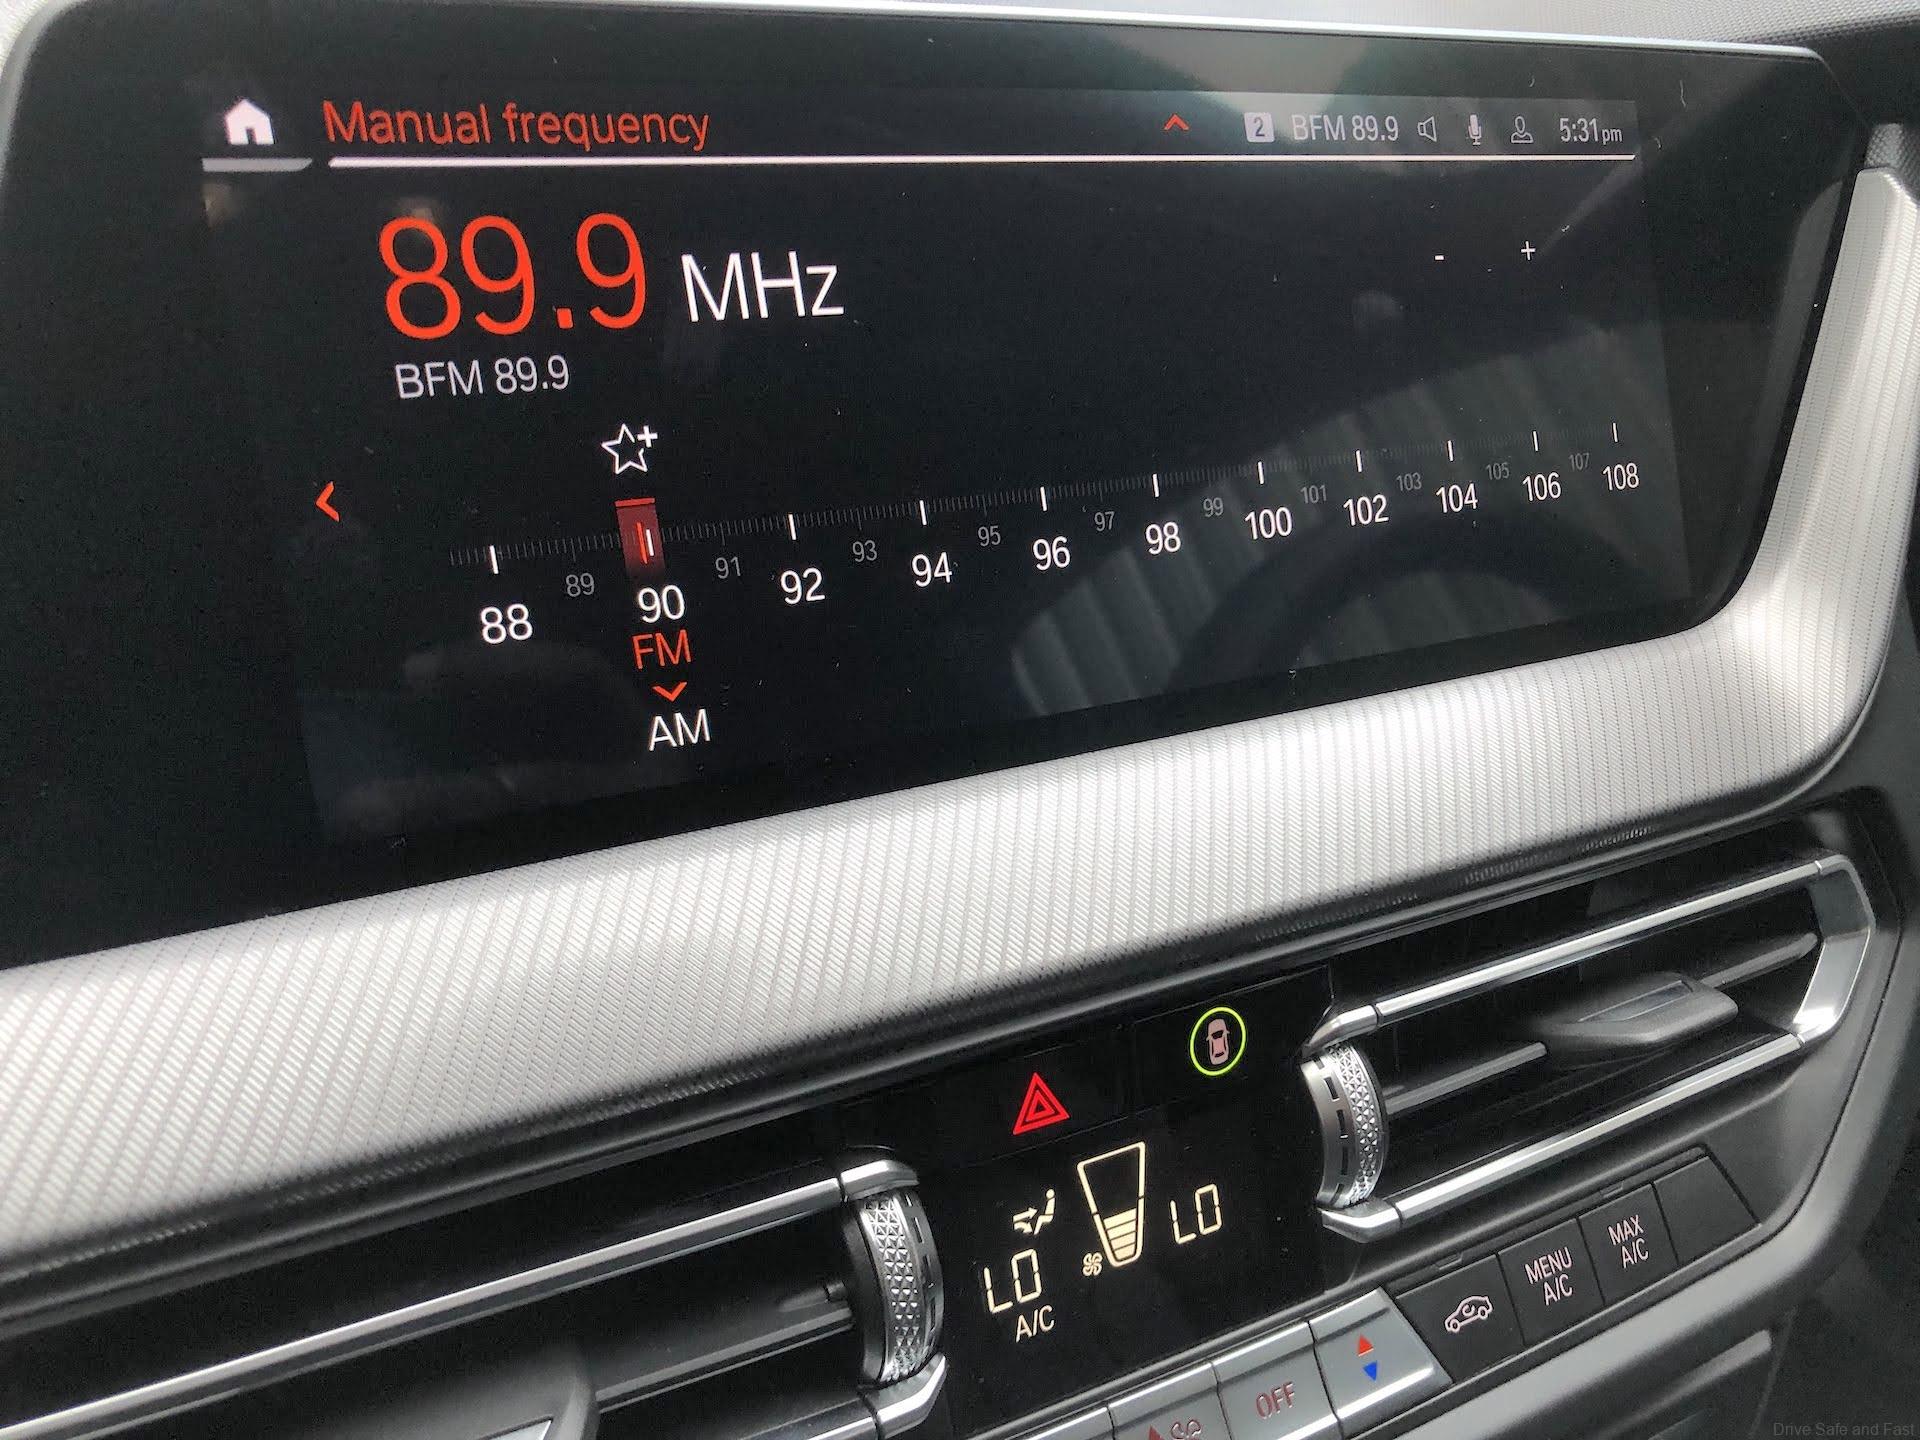 Manual frequency
2 BFM 89.9 5:31pm
89.9 MHz
- +
BFM 89.9
88 89 90 91 92 93 94 95 96 97 98 99 100 101 102 103 104 105 106 107 108
FM
AM
LO
LO
A/C
MAX
A/C
MENU
A/C
OFF
Drive Safe and Fast